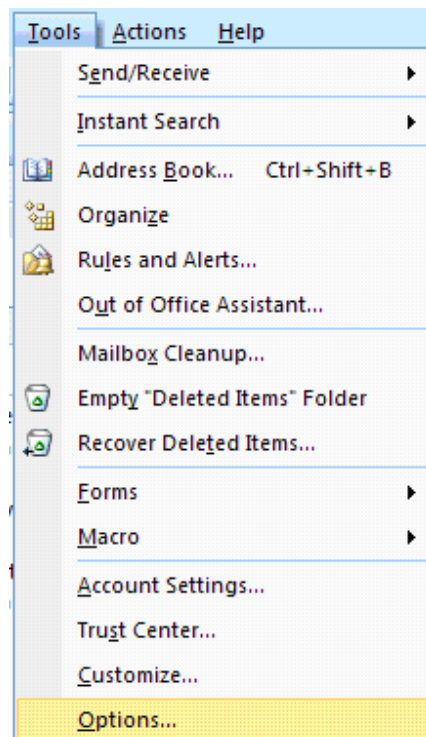 Tools Actions Help
Send/Receive
Instant Search
Address Book... Ctrl+Shift+B
Organize
Rules and Alerts...
Out of Office Assistant...
Mailbox Cleanup...
Empty "Deleted Items" Folder
Recover Deleted Items...
Forms
Macro
Account Settings...
Trust Center...
Customize...
Options...